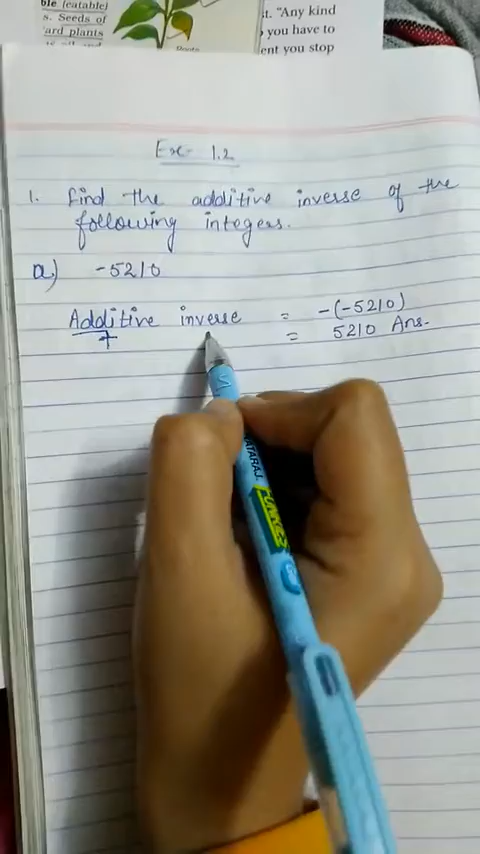 ble (eatable)
s. Seeds of
ard plants
it. "Any kind
you have to
ent you stop
Ex- 1.2
1. Find the additive inverse of the
following integers.
a) -5210
Additive inverse = -(-5210)
+
= 5210 Ans-
NATARAJ